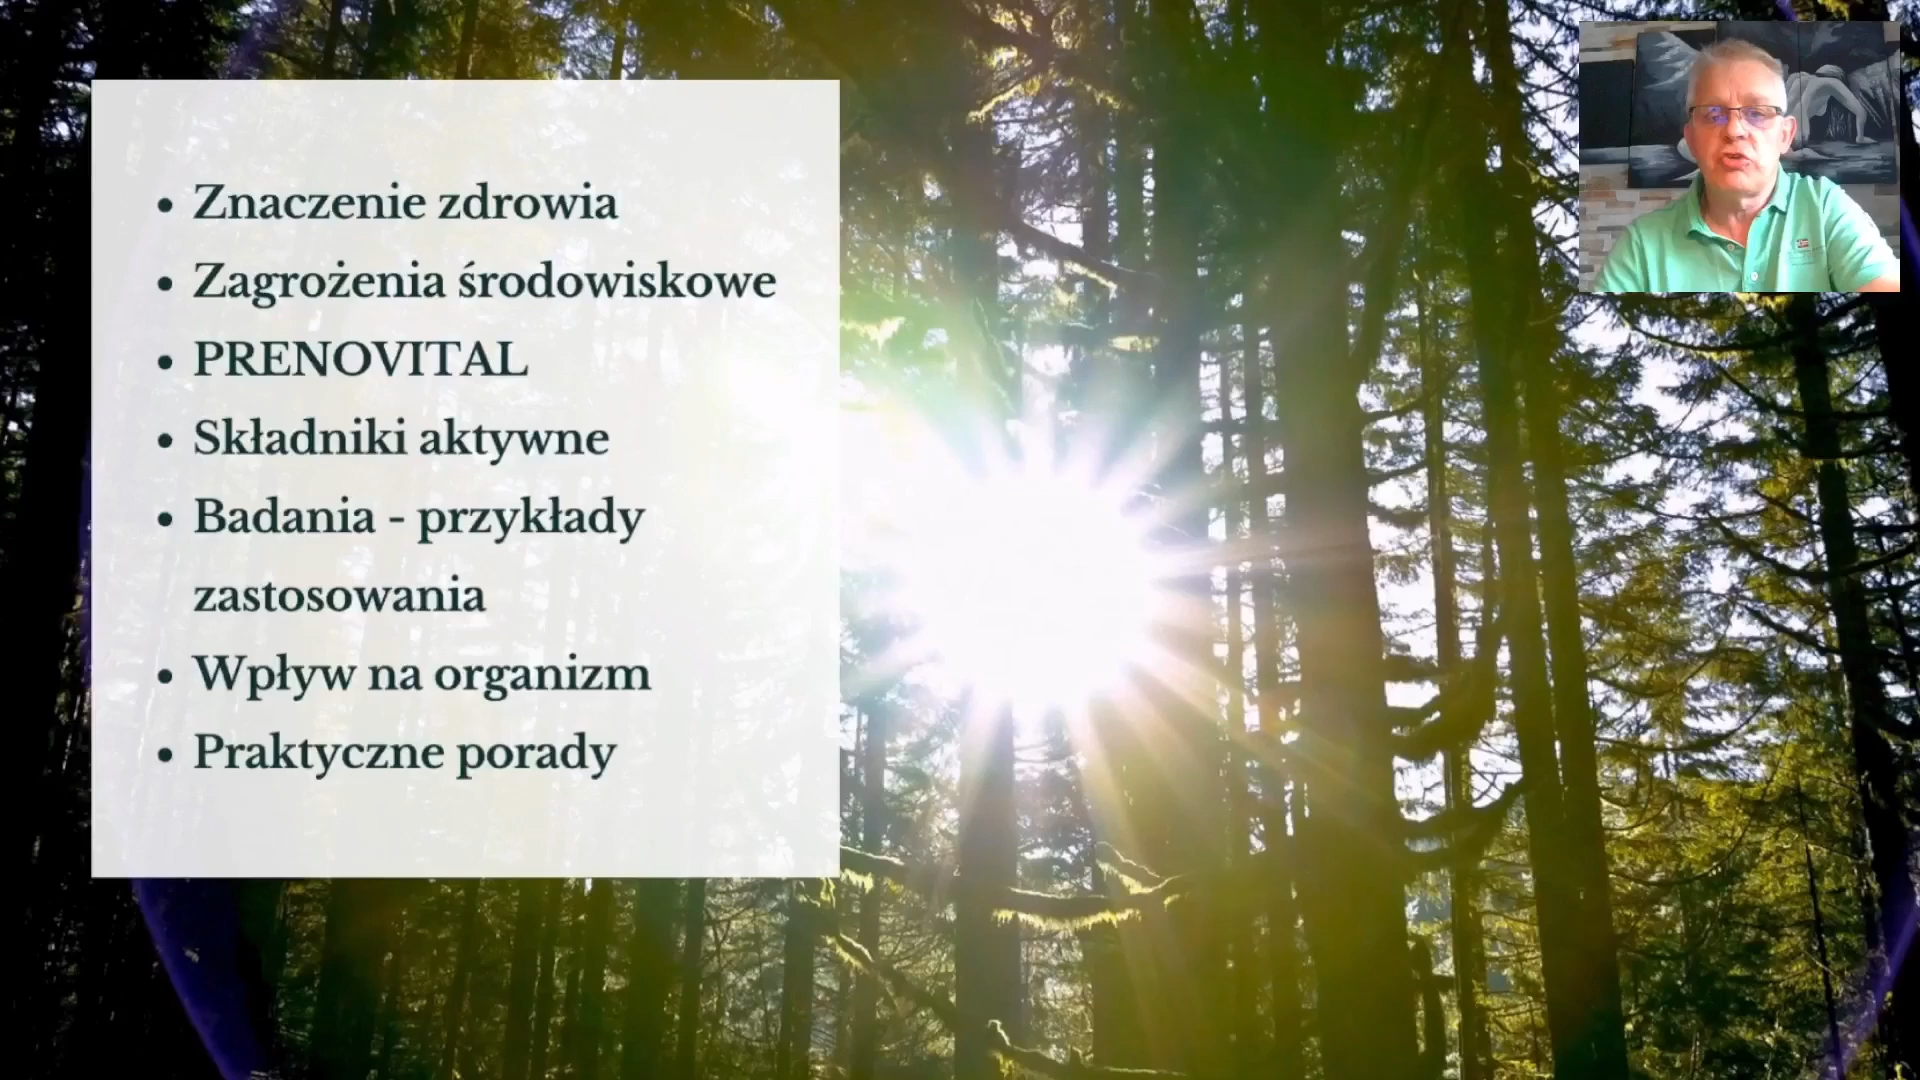 • Znaczenie zdrowia
• Zagrożenia środowiskowe
• PRENOVITAL
• Składniki aktywne
• Badania - przykłady
zastosowania
• Wpływ na organizm
• Praktyczne porady